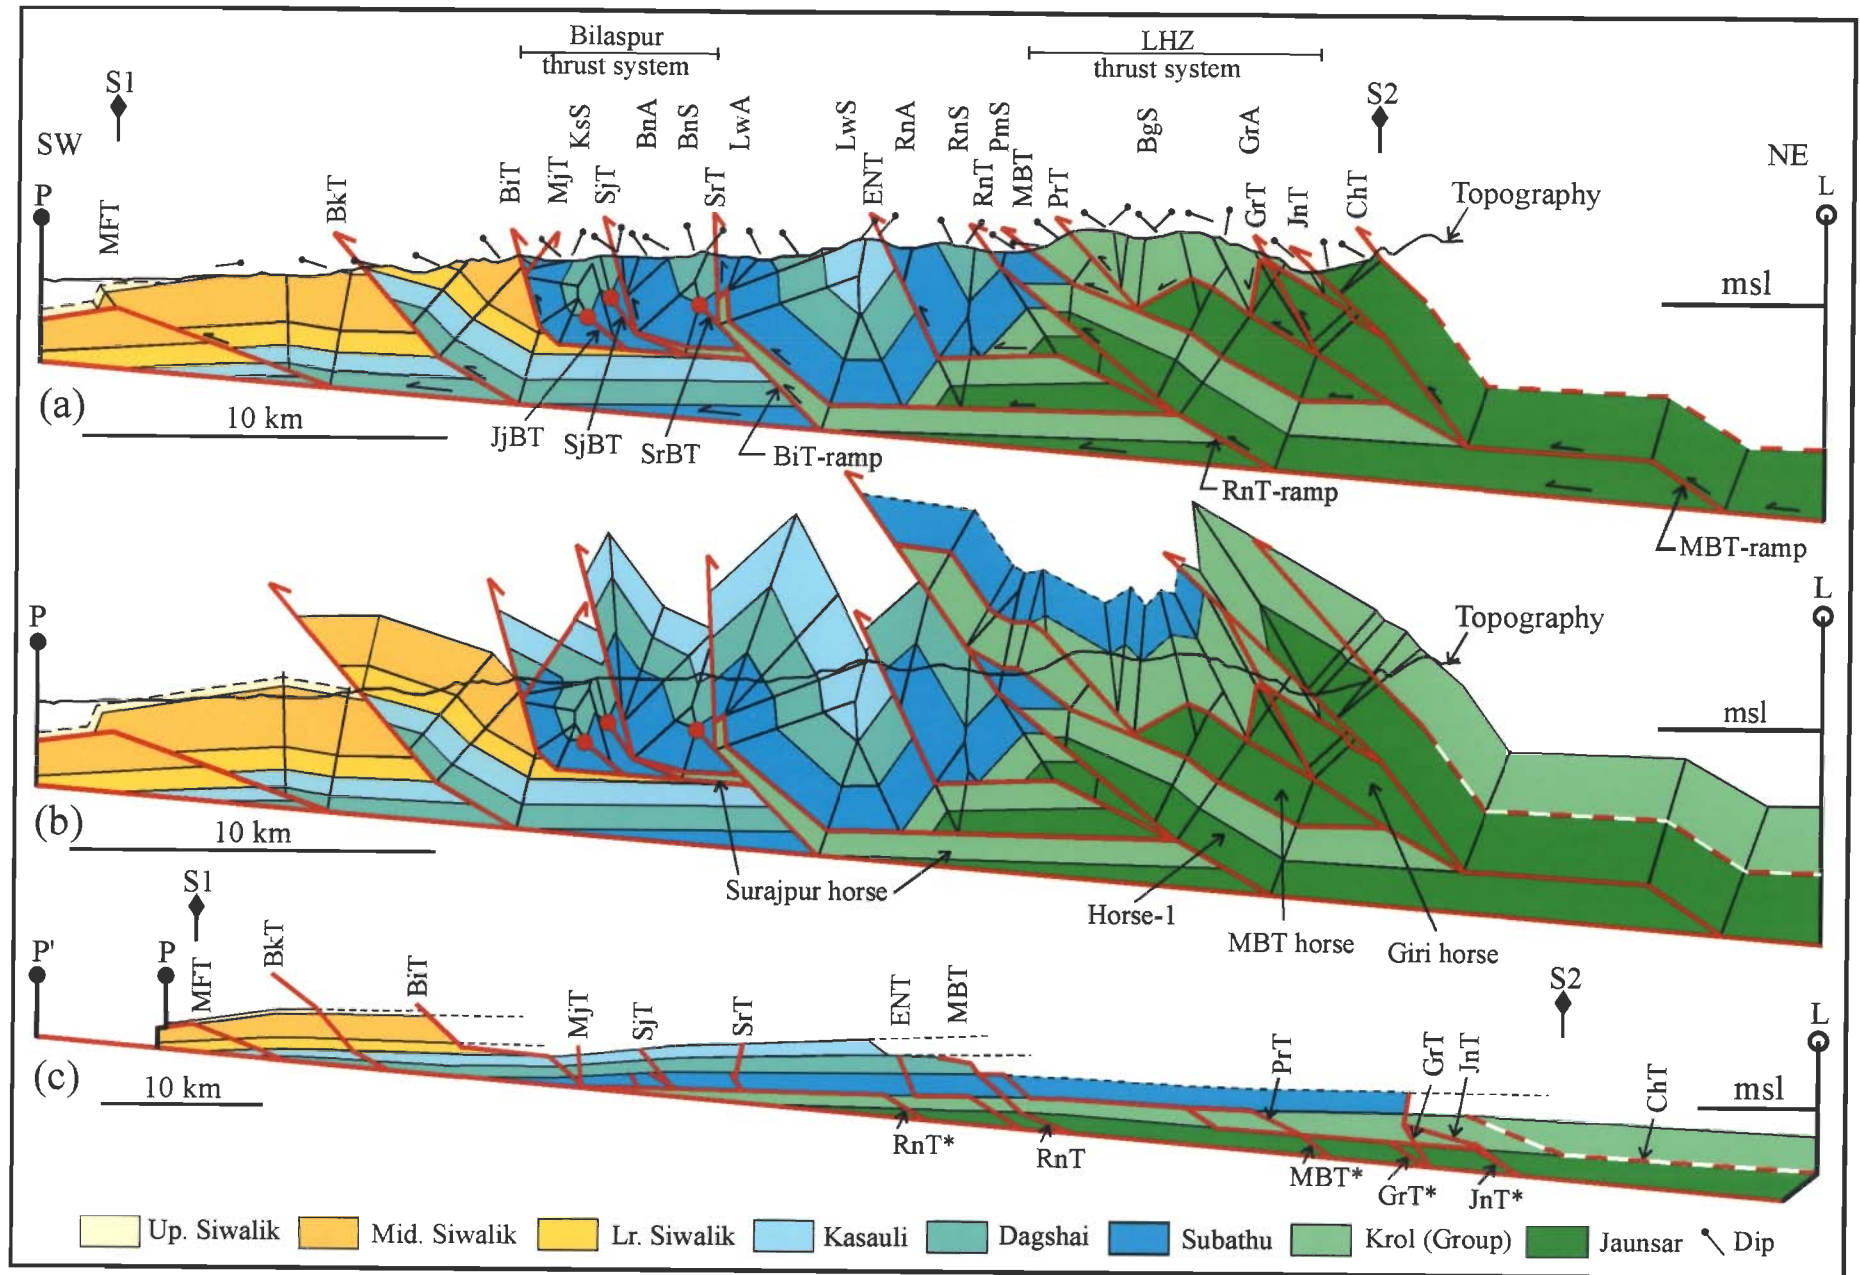 Bilaspur
thrust system
LHZ
thrust system
S1
S2
SW
NE
P
L
MFT
BkT
BiT
MjT
KsS
SjT
BnA
BnS
LwA
SrT
LwS
ENT
RnA
RnS
PmS
RnT
MBT
PrT
BgS
GrA
GrT
JnT
ChT
Topography
msl
(a)
10 km
JjBT
SjBT
SrBT
BiT-ramp
RnT-ramp
MBT-ramp
P
L
Topography
msl
(b)
10 km
Surajpur horse
Horse-1
MBT horse
Giri horse
S1
S2
P'
P
L
MFT
BkT
BiT
MjT
SjT
SrT
ENT
MBT
PrT
GrT
JnT
ChT
msl
(c)
10 km
RnT*
RnT
MBT*
GrT*
JnT*
Up. Siwalik
Mid. Siwalik
Lr. Siwalik
Kasauli
Dagshai
Subathu
Krol (Group)
Jaunsar
Dip